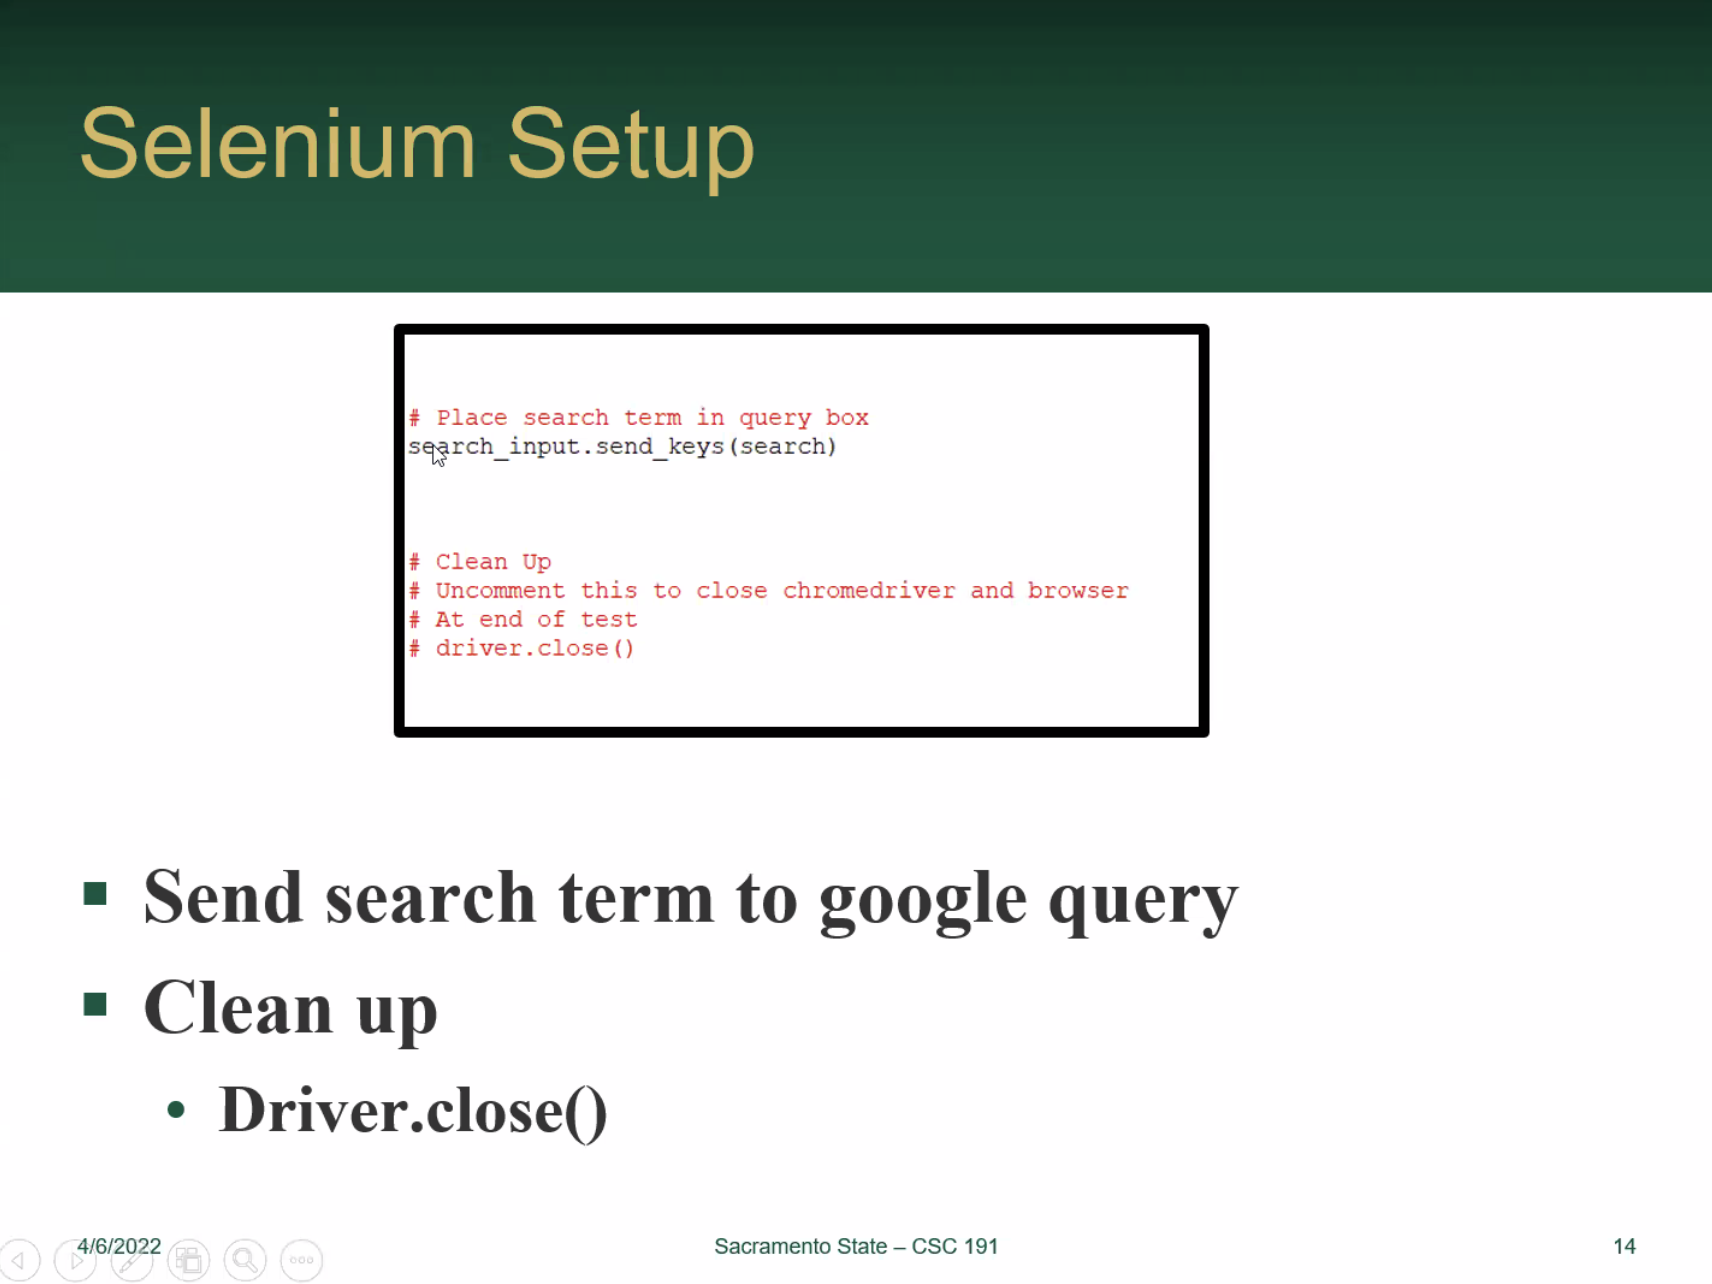 Selenium Setup
# Place search term in query box
search_input.send_keys(search)
# Clean Up
# Uncomment this to close chromedriver and browser
# At end of test
# driver.close()
Send search term to google query
Clean up
Driver.close()
4/6/2022
Sacramento State – CSC 191
14